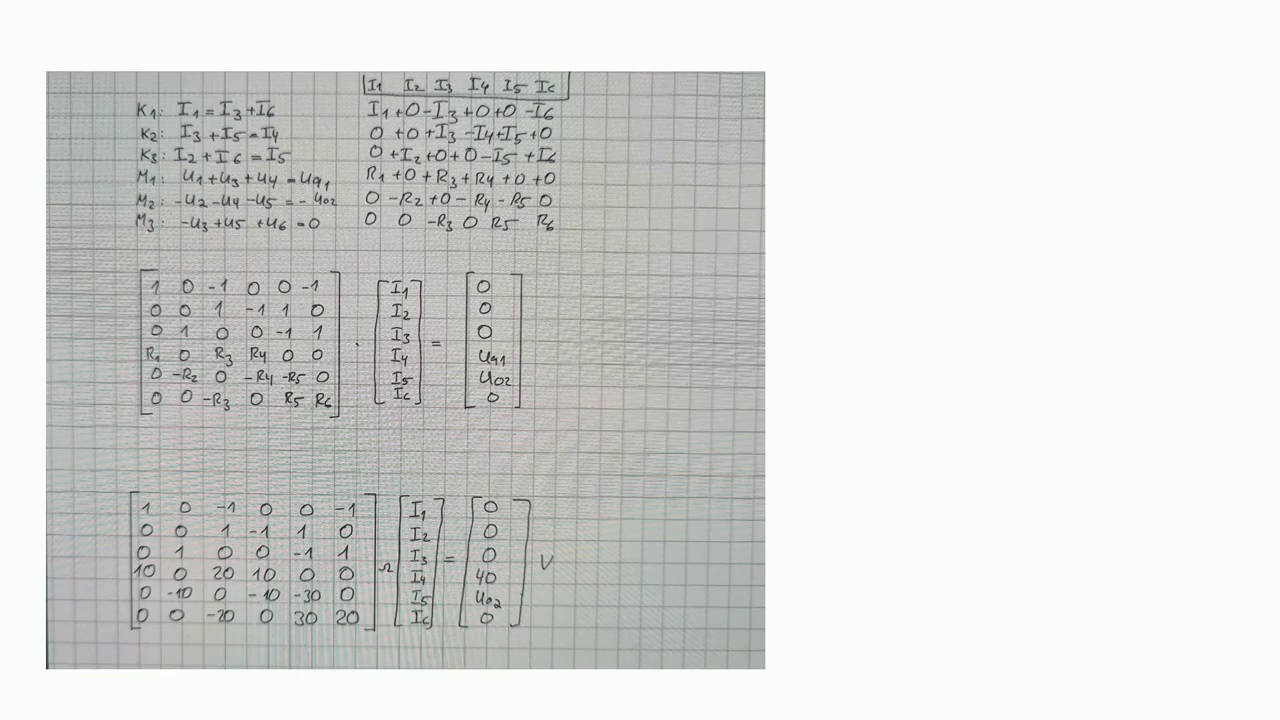 I1 I2 I3 I4 I5 I6
K1: I1 = I3 + I6 I1 + 0 - I3 + 0 + 0 - I6
K2: I3 + I5 = I4 0 + 0 + I3 - I4 + I5 + 0
K3: I2 + I6 = I5 0 + I2 + 0 + 0 - I5 + I6
M1: U1 + U3 + U4 = Uq1 R1 + 0 + R3 + R4 + 0 + 0
M2: -U2 - U4 - U5 = - U02 0 - R2 + 0 - R4 - R5 0
M3: -U3 + U5 + U6 = 0 0 0 -R3 0 R5 R6
1 0 -1 0 0 -1 I1 0
0 0 1 -1 1 0 I2 0
0 1 0 0 -1 1 · I3 = 0
R1 0 R3 R4 0 0 I4 Uq1
0 -R2 0 -R4 -R5 0 I5 U02
0 0 -R3 0 R5 R6 I6 0
1 0 -1 0 0 -1 I1 0
0 0 1 -1 1 0 I2 0
0 1 0 0 -1 1 Ω I3 = 0 V
10 0 20 10 0 0 I4 40
0 -10 0 -10 -30 0 I5 U02
0 0 -20 0 30 20 I6 0